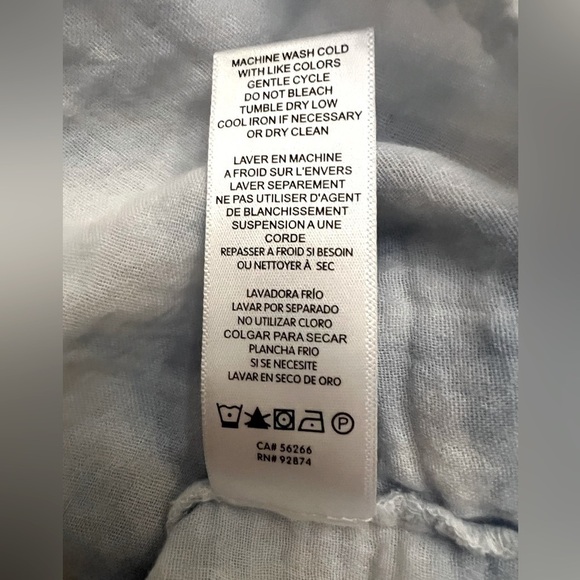 MACHINE WASH COLD
WITH LIKE COLORS
GENTLE CYCLE
DO NOT BLEACH
TUMBLE DRY LOW
COOL IRON IF NECESSARY
OR DRY CLEAN
LAVER EN MACHINE
A FROID SUR L'ENVERS
LAVER SEPAREMENT
NE PAS UTILISER D'AGENT
DE BLANCHISSEMENT
SUSPENSION A UNE
CORDE
REPASSER A FROID SI BESOIN
OU NETTOYER À SEC
LAVADORA FRÍO
LAVAR POR SEPARADO
NO UTILIZAR CLORO
COLGAR PARA SECAR
PLANCHA FRIO
SI SE NECESITE
LAVAR EN SECO DE ORO
P
CA# 56266
RN# 92874